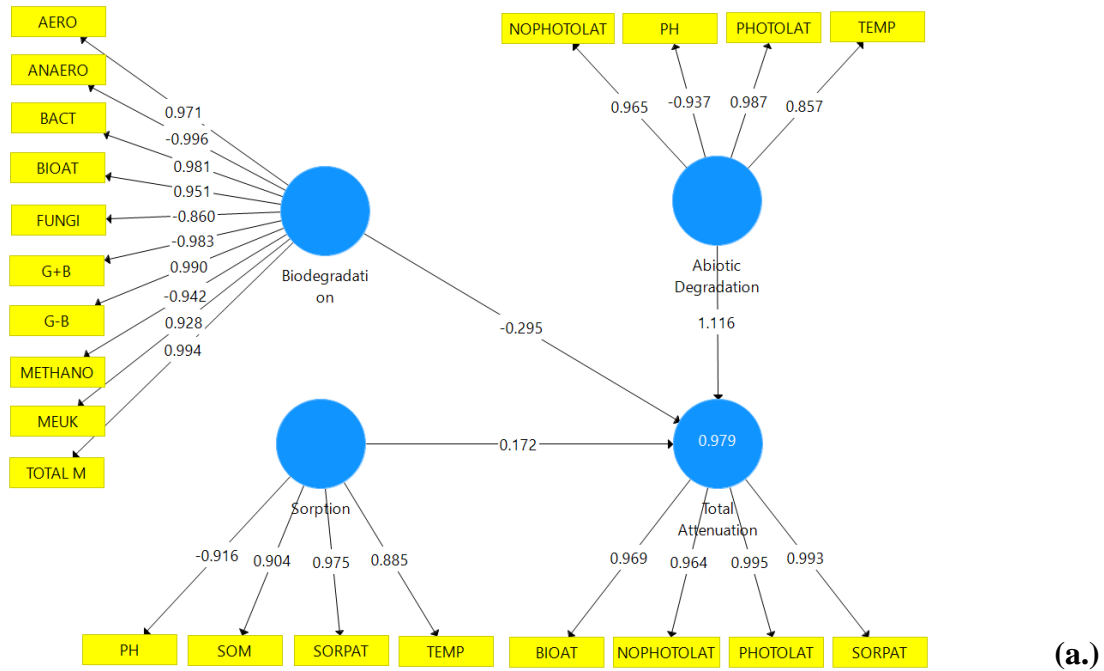 AERO
ANAERO
BACT
BIOAT
FUNGI
G+B
G-B
METHANO
MEUK
TOTAL M
0.971
-0.996
0.981
0.951
-0.860
-0.983
0.990
-0.942
0.928
0.994
Biodegradati
on
NOPHOTOLAT
PH
PHOTOLAT
TEMP
0.965
-0.937
0.987
0.857
Abiotic
Degradation
1.116
-0.295
0.172
0.979
Sorption
Total
Attenuation
-0.916
0.904
0.975
0.885
PH
SOM
SORPAT
TEMP
0.969
0.964
0.995
0.993
BIOAT
NOPHOTOLAT
PHOTOLAT
SORPAT
(a.)